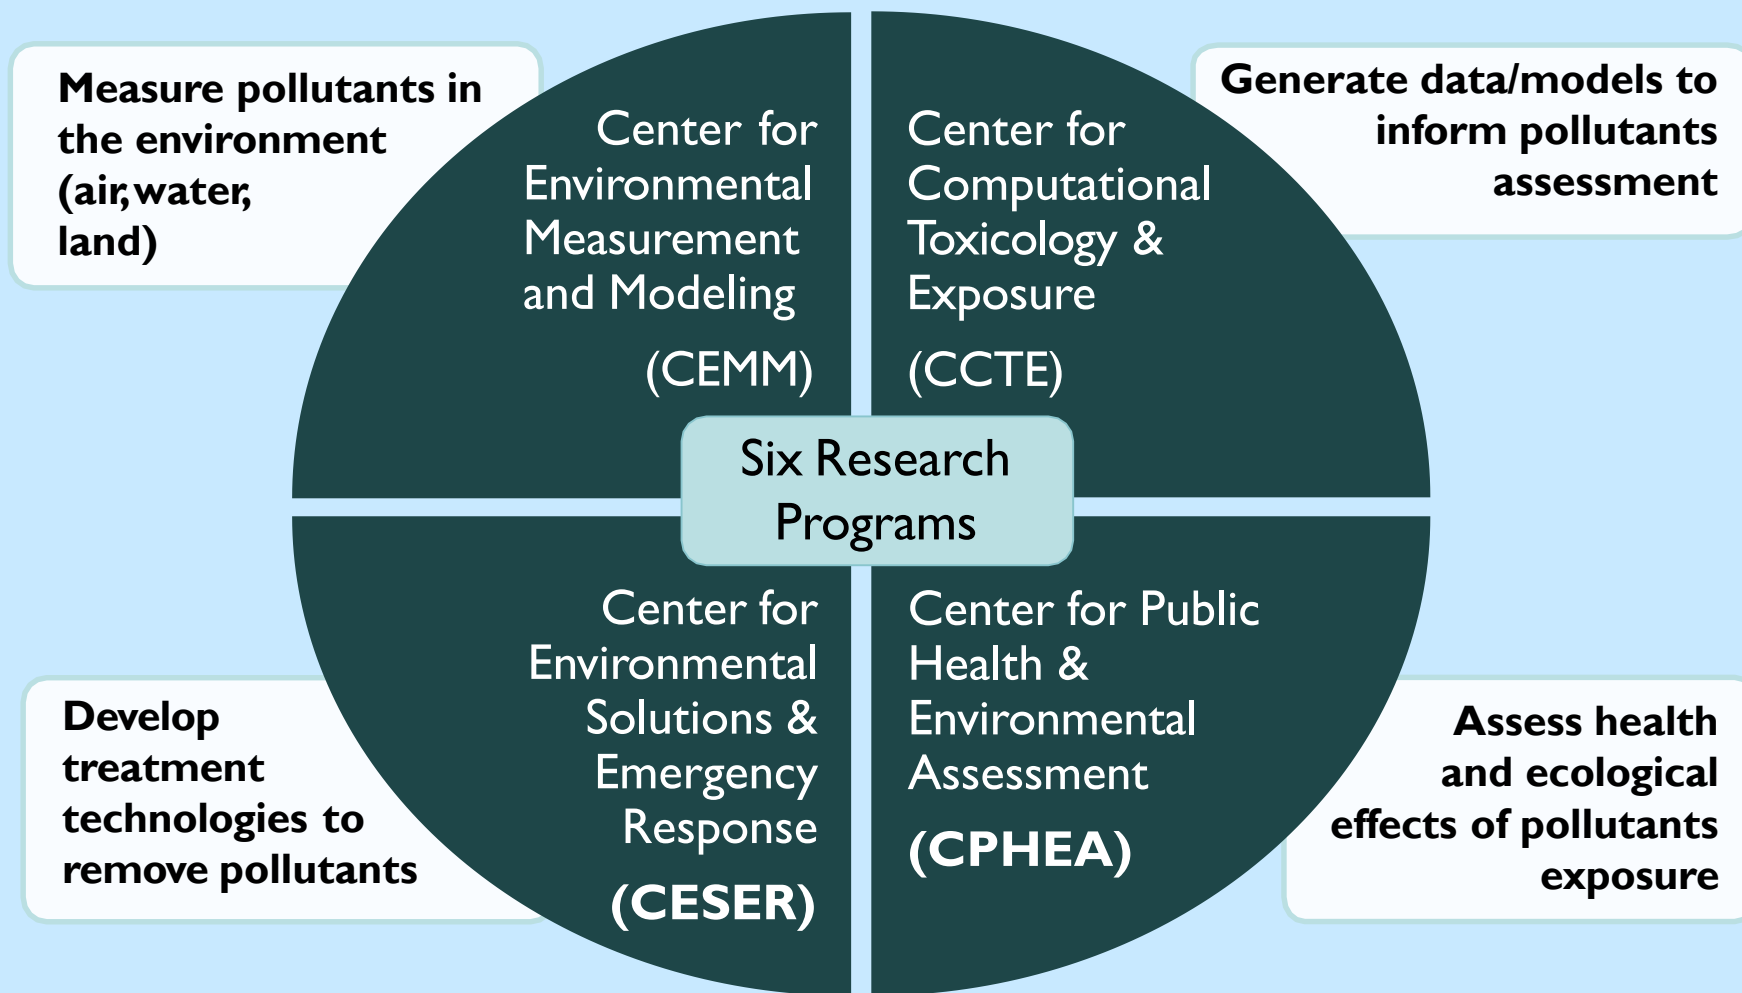 Measure pollutants in
the environment
(air, water,
land)
Center for
Environmental
Measurement
and Modeling
(CEMM)
Center for
Computational
Toxicology &
Exposure
(CCTE)
Generate data/models to
inform pollutants
assessment
Six Research
Programs
Develop
treatment
technologies to
remove pollutants
Center for
Environmental
Solutions &
Emergency
Response
(CESER)
Center for Public
Health &
Environmental
Assessment
(CPHEA)
Assess health
and ecological
effects of pollutants
exposure